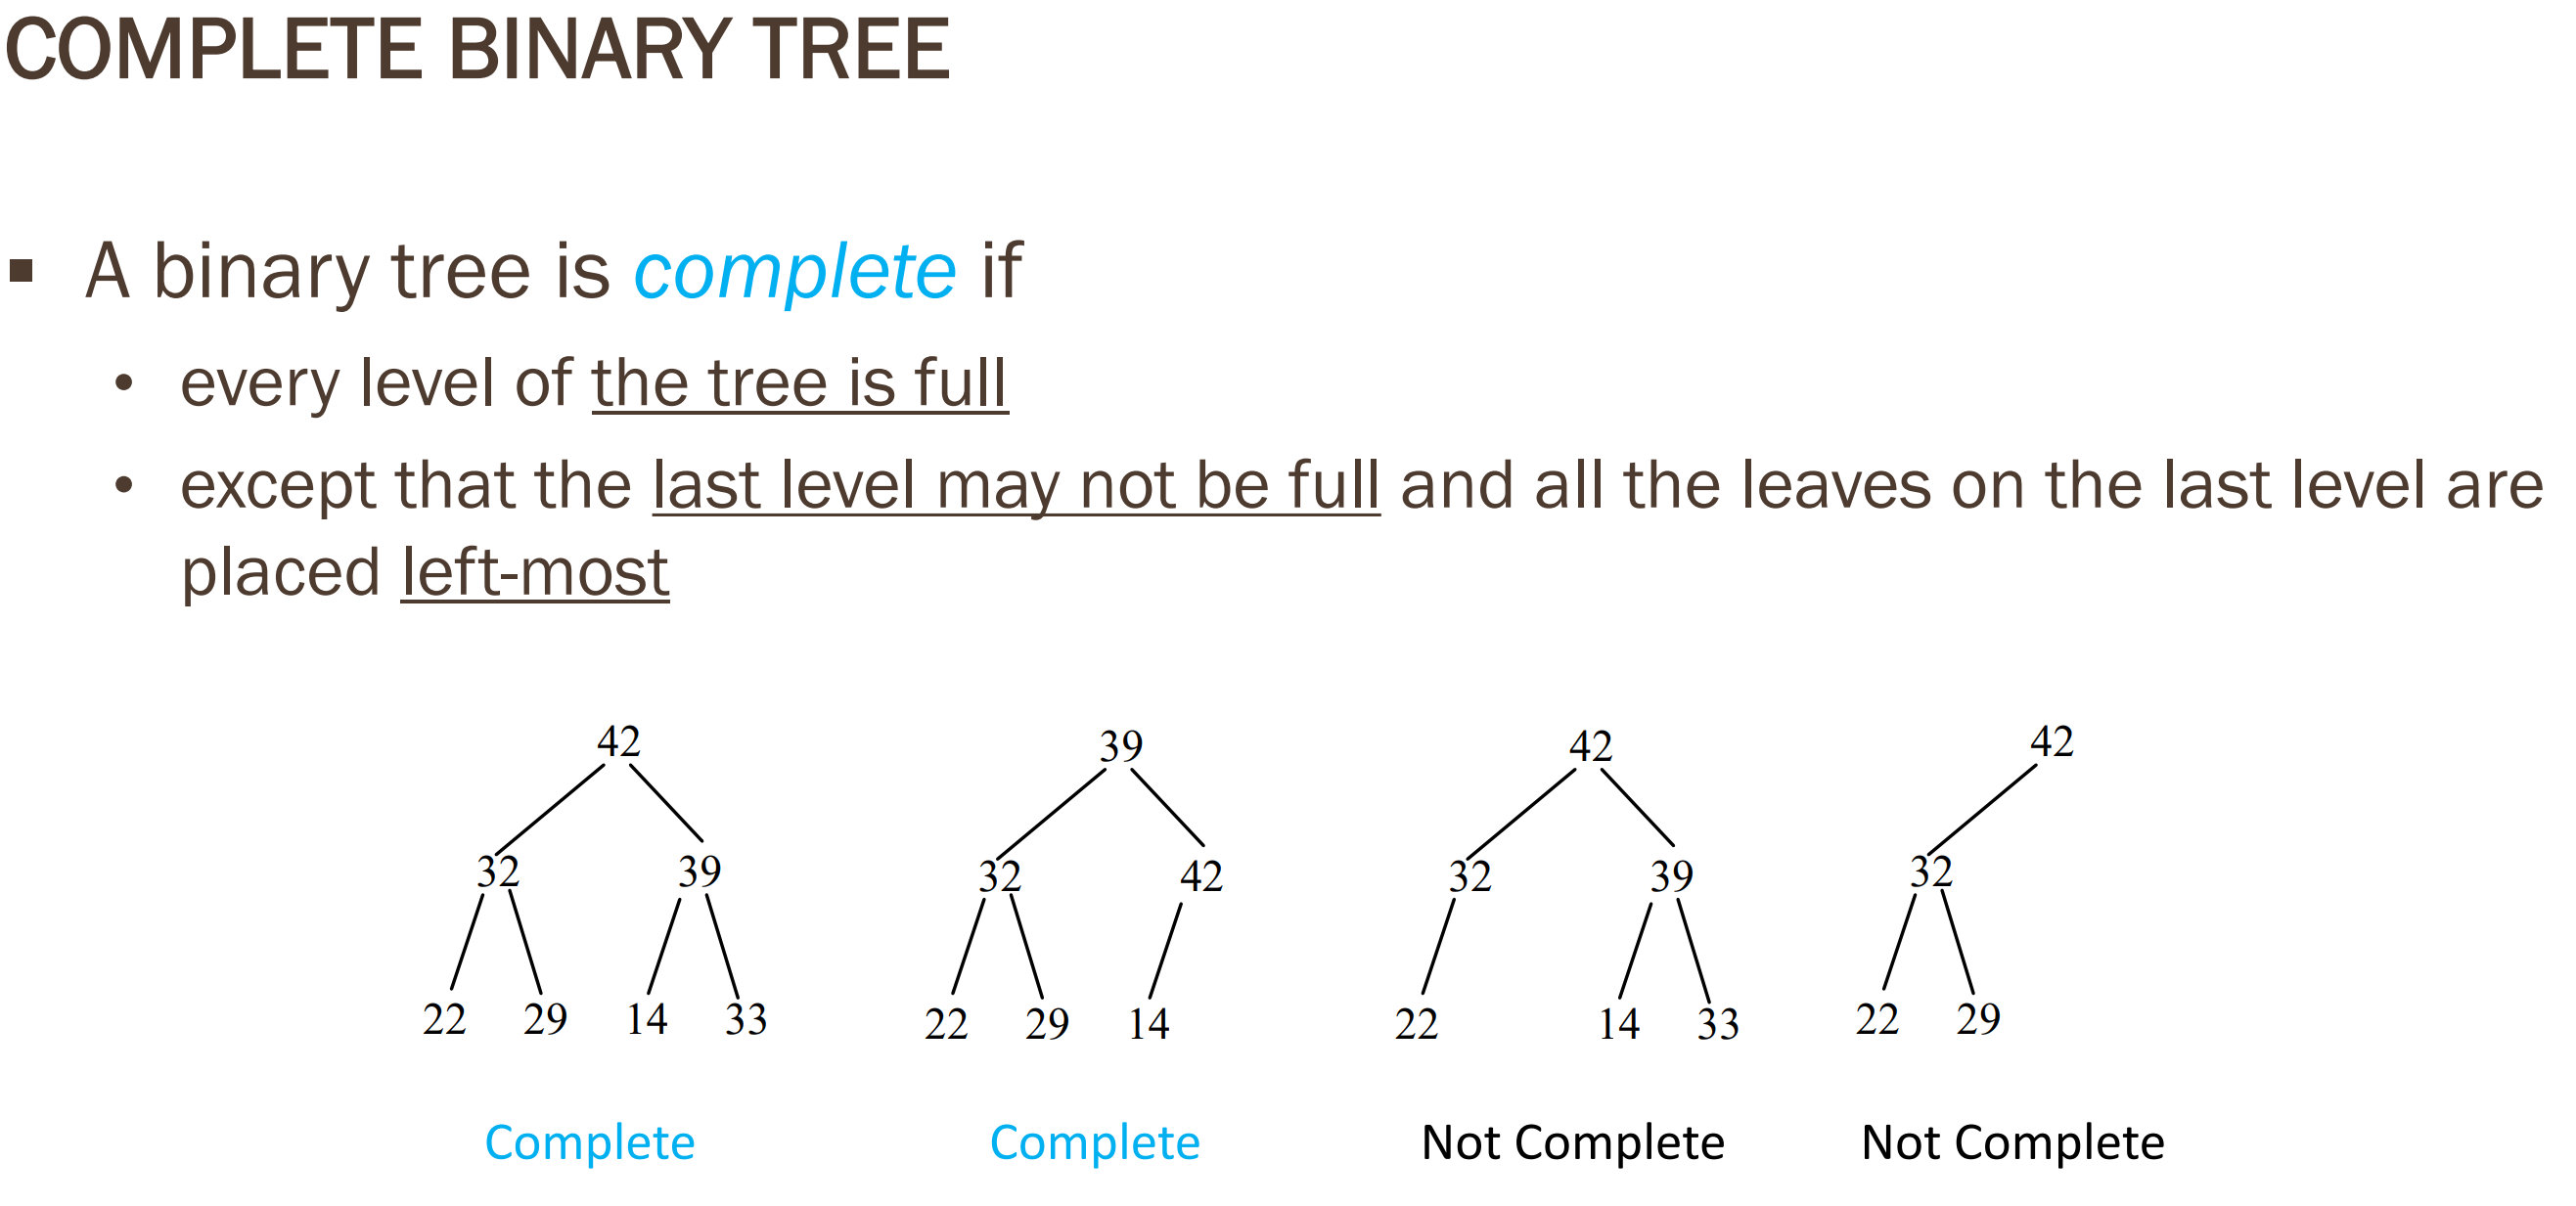 COMPLETE BINARY TREE
▪ A binary tree is complete if
• every level of the tree is full
• except that the last level may not be full and all the leaves on the last level are
placed left-most
42
32 39
22 29 14 33
Complete
39
32 42
22 29 14
Complete
42
32 39
22 14 33
Not Complete
42
32
22 29
Not Complete